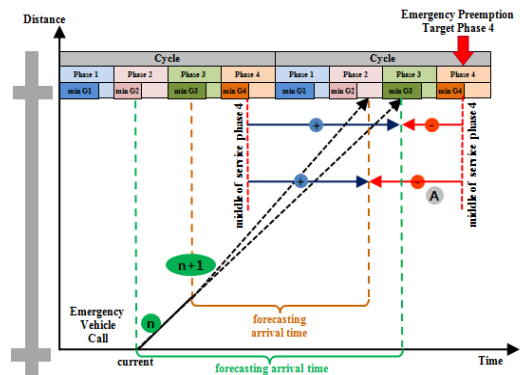 Emergency Preemption
Target Phase 4
Distance
Cycle
Cycle
Phase 1
Phase 2
Phase 3
Phase 4
Phase 1
Phase 2
Phase 3
Phase 4
min G1
min G2
min G3
min G4
min G1
min G2
min G3
min G4
middle of service phase 4
middle of service phase 4
+
-
+
-
A
n+1
n
Emergency
Vehicle
Call
forecasting
arrival time
current
Time
forecasting arrival time